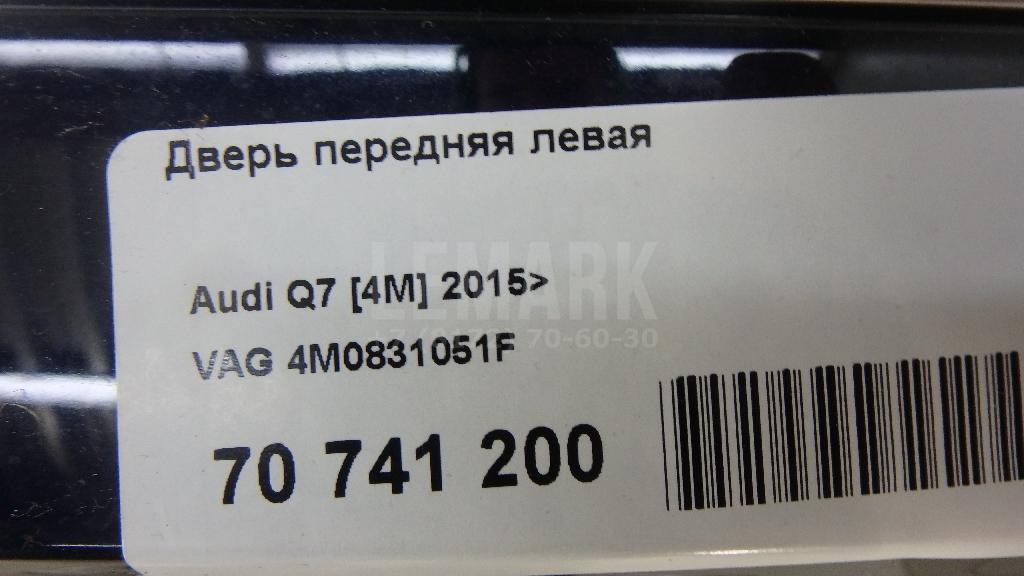 Дверь передняя левая
LEMARK
Audi Q7 [4M] 2015>
70-60-30
VAG 4M0831051F
70 741 200